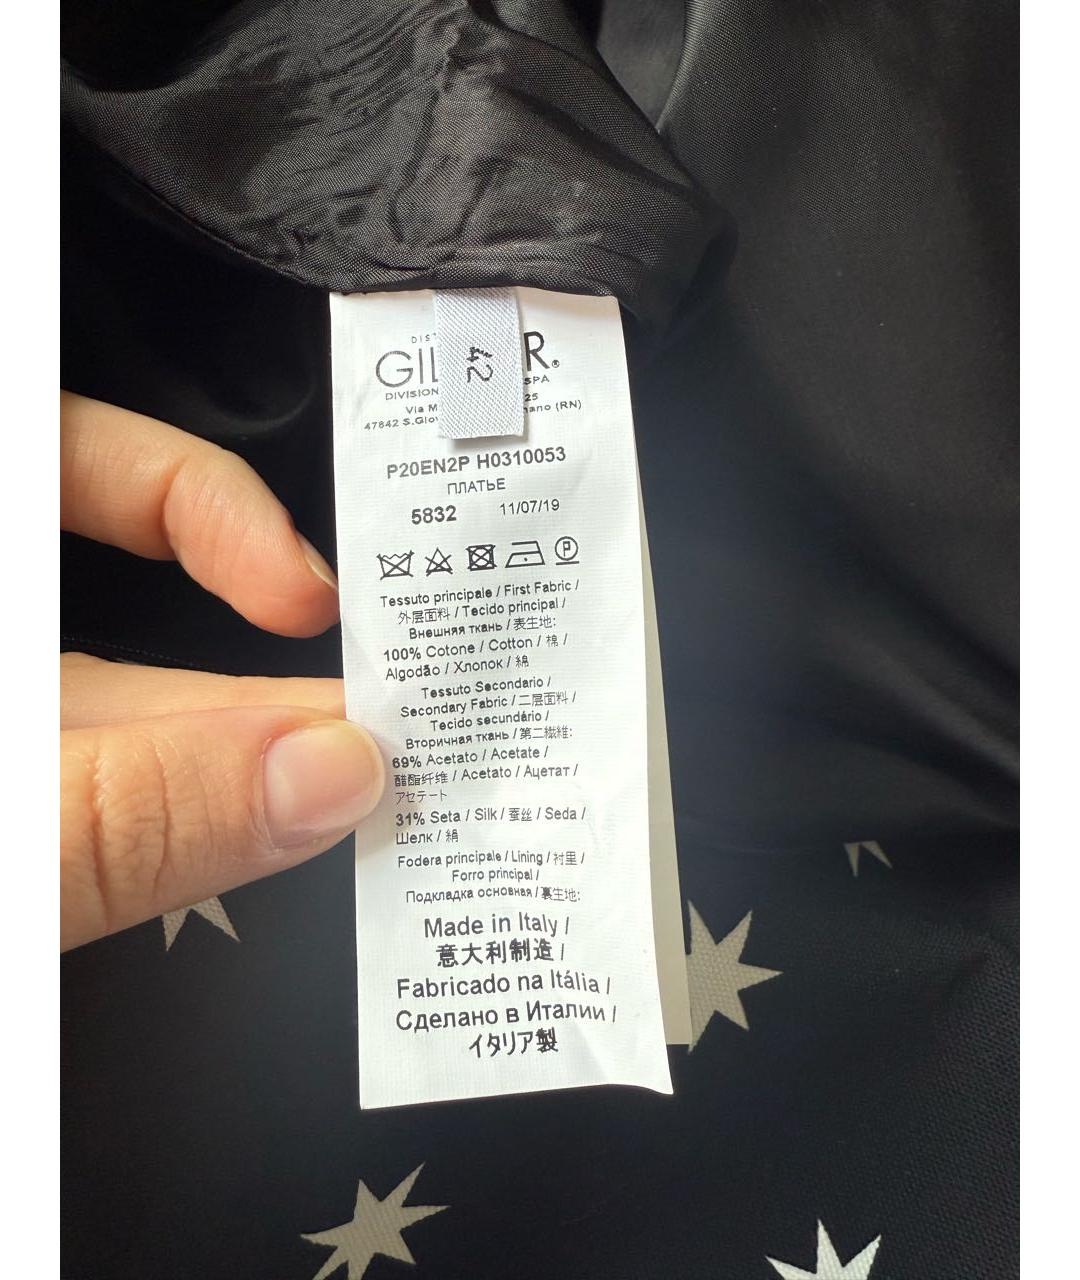 42
P20EN2P H0310053
ПЛАТЬЕ
5832 11/07/19
P
Tessuto principale / First Fabric /
外层面料 / Tecido principal /
Внешняя ткань / 表生地:
100% Cotone / Cotton / 棉 /
Algodão / Хлопок / 綿
Tessuto Secondario /
Secondary Fabric / 二层面料 /
Tecido secundário /
Вторичная ткань / 第二繊維:
69% Acetato / Acetate /
醋酯纤维 / Acetato / Ацетат /
アセテート
31% Seta / Silk / 蚕丝 / Seda /
Шелк / 絹
Fodera principale / Lining / 衬里 /
Forro principal /
Подкладка основная / 裏生地:
Made in Italy /
意大利制造 /
Fabricado na Itália /
Сделано в Италии /
イタリア製